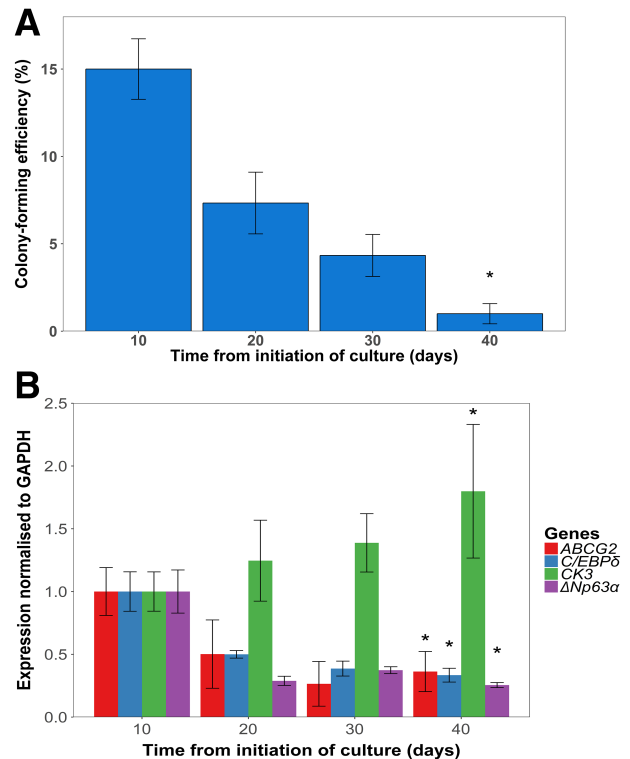 A
Colony-forming efficiency (%)
15
10
5
0
*
10 20 30 40
Time from initiation of culture (days)
B
Expression normalised to GAPDH
2.5
2.0
1.5
1.0
0.5
0.0
*
* * *
10 20 30 40
Time from initiation of culture (days)
Genes
ABCG2
C/EBPδ
CK3
ΔNp63α